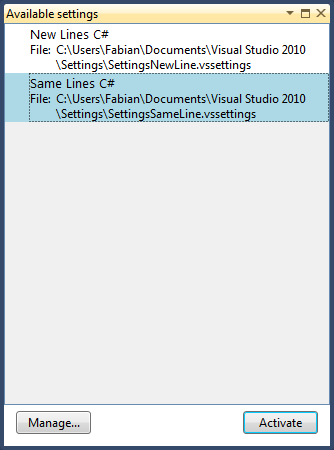 Available settings
New Lines C#
File: C:\Users\Fabian\Documents\Visual Studio 2010
\Settings\SettingsNewLine.vssettings
Same Lines C#
File: C:\Users\Fabian\Documents\Visual Studio 2010
\Settings\SettingsSameLine.vssettings
Manage...
Activate